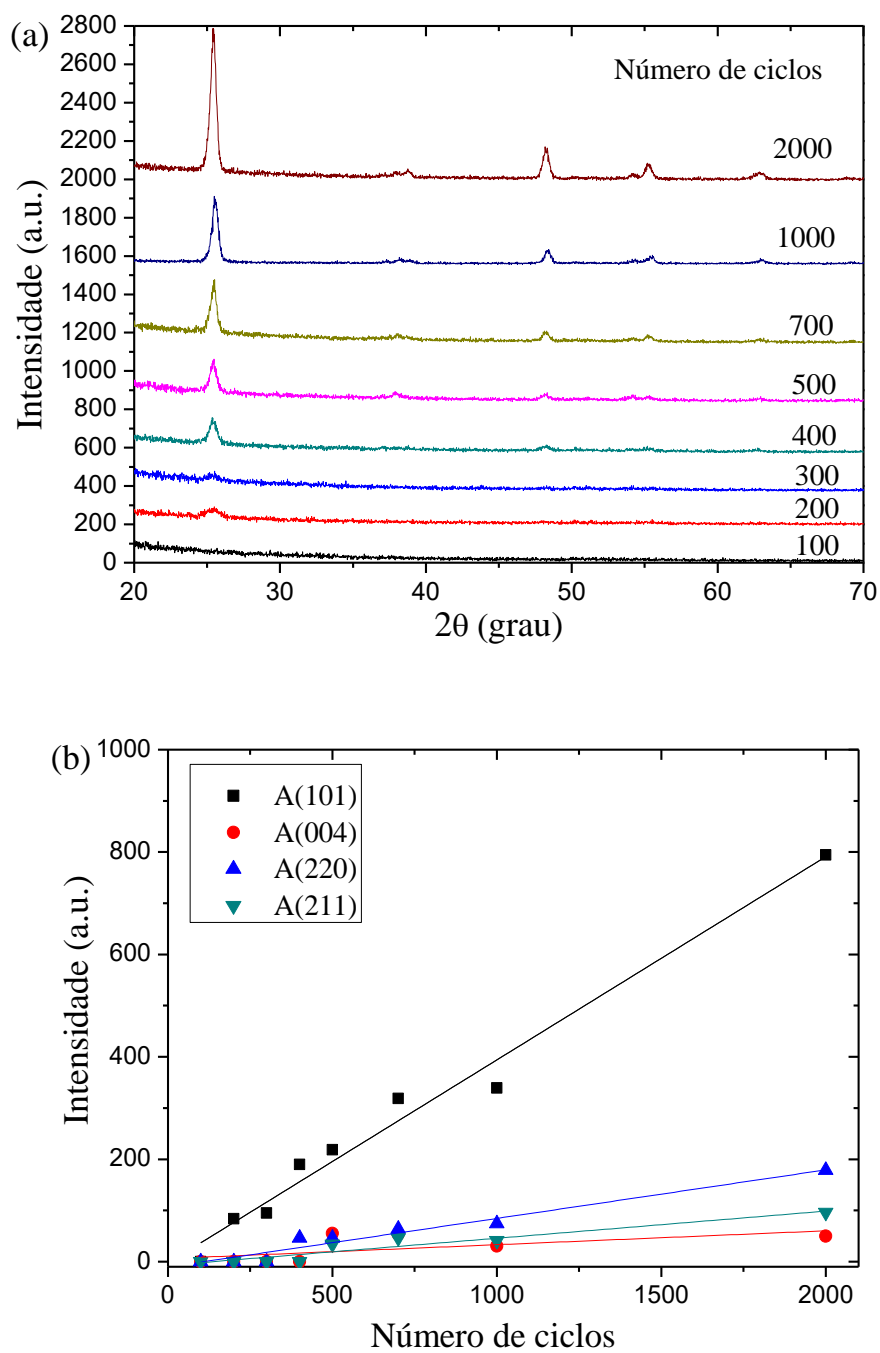 (a)
Número de ciclos
Intensidade (a.u.)
2800
2600
2400
2200
2000
1800
1600
1400
1200
1000
800
600
400
200
0
2000
1000
700
500
400
300
200
100
20 30 40 50 60 70
2θ (grau)
(b)
A(101)
A(004)
A(220)
A(211)
Intensidade (a.u.)
1000
800
600
400
200
0
0 500 1000 1500 2000
Número de ciclos